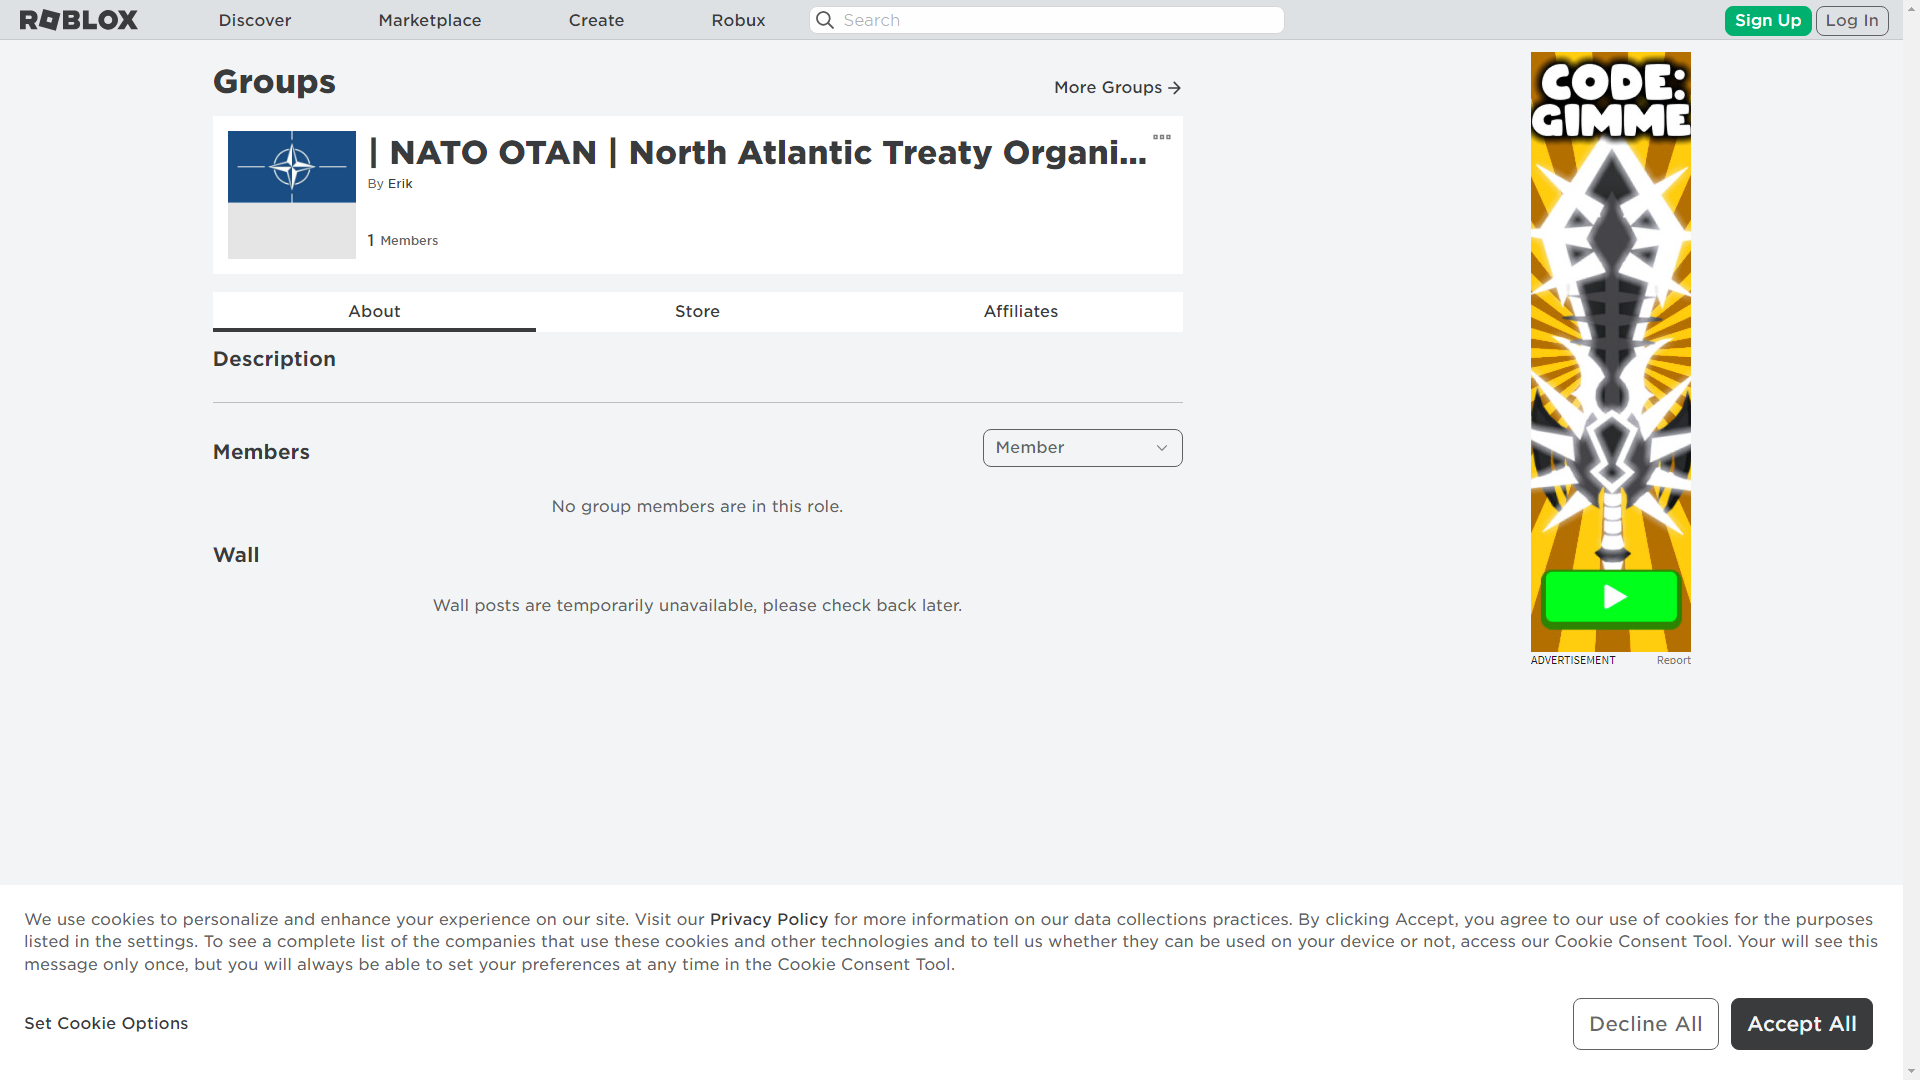 ROBLOX
Discover
Marketplace
Create
Robux
Search
Sign Up
Log In
Groups
More Groups
| NATO OTAN | North Atlantic Treaty Organi...
By Erik
1 Members
About
Store
Affiliates
Description
Members
Member
No group members are in this role.
Wall
Wall posts are temporarily unavailable, please check back later.
CODE:
GIMME
ADVERTISEMENT
Report
We use cookies to personalize and enhance your experience on our site. Visit our Privacy Policy for more information on our data collections practices. By clicking Accept, you agree to our use of cookies for the purposes
listed in the settings. To see a complete list of the companies that use these cookies and other technologies and to tell us whether they can be used on your device or not, access our Cookie Consent Tool. Your will see this
message only once, but you will always be able to set your preferences at any time in the Cookie Consent Tool.
Set Cookie Options
Decline All
Accept All